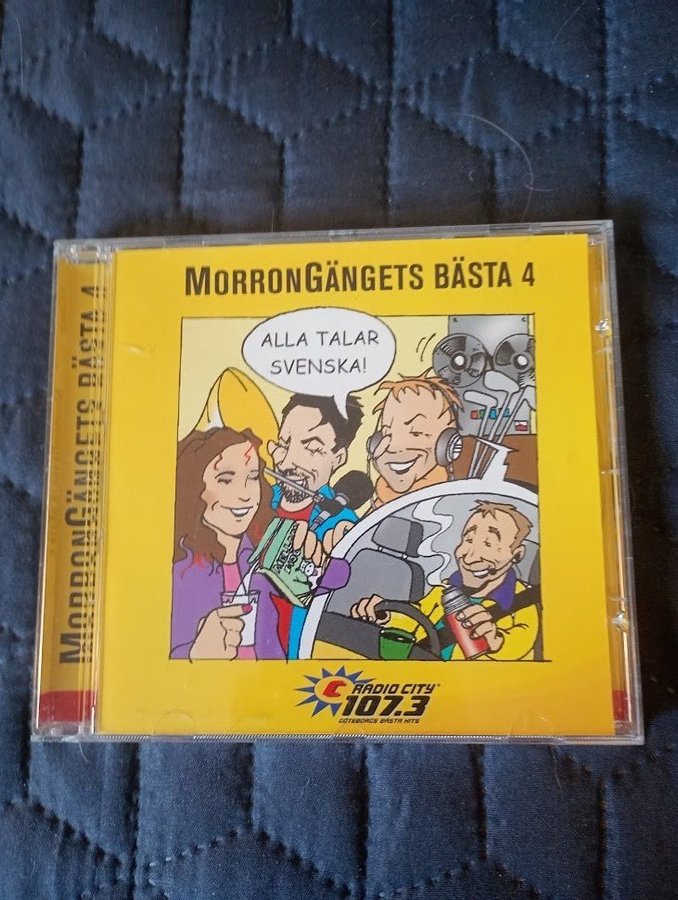 MORRONGÄNGETS BÄSTA 4
MORRONGÄNGETS BÄSTA 4
ALLA TALAR
SVENSKA!
RADIO CITY
107.3
GÖTEBORGS BÄSTA HITS